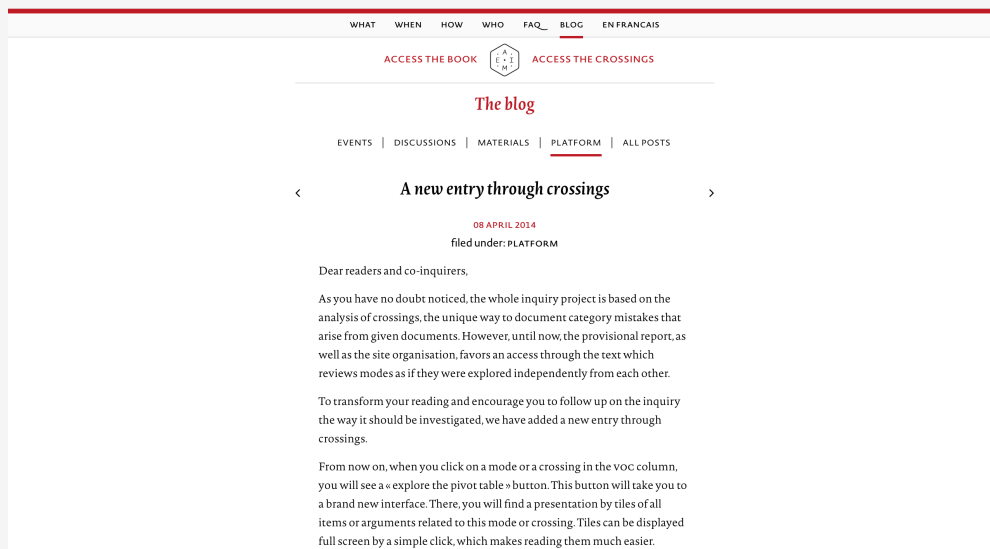 WHAT WHEN HOW WHO FAQ BLOG EN FRANCAIS
ACCESS THE BOOK A E I M ACCESS THE CROSSINGS
The blog
EVENTS | DISCUSSIONS | MATERIALS | PLATFORM | ALL POSTS
‹ A new entry through crossings ›
08 APRIL 2014
filed under: PLATFORM
Dear readers and co-inquirers,
As you have no doubt noticed, the whole inquiry project is based on the
analysis of crossings, the unique way to document category mistakes that
arise from given documents. However, until now, the provisional report, as
well as the site organisation, favors an access through the text which
reviews modes as if they were explored independently from each other.
To transform your reading and encourage you to follow up on the inquiry
the way it should be investigated, we have added a new entry through
crossings.
From now on, when you click on a mode or a crossing in the VOC column,
you will see a « explore the pivot table » button. This button will take you to
a brand new interface. There, you will find a presentation by tiles of all
items or arguments related to this mode or crossing. Tiles can be displayed
full screen by a simple click, which makes reading them much easier.